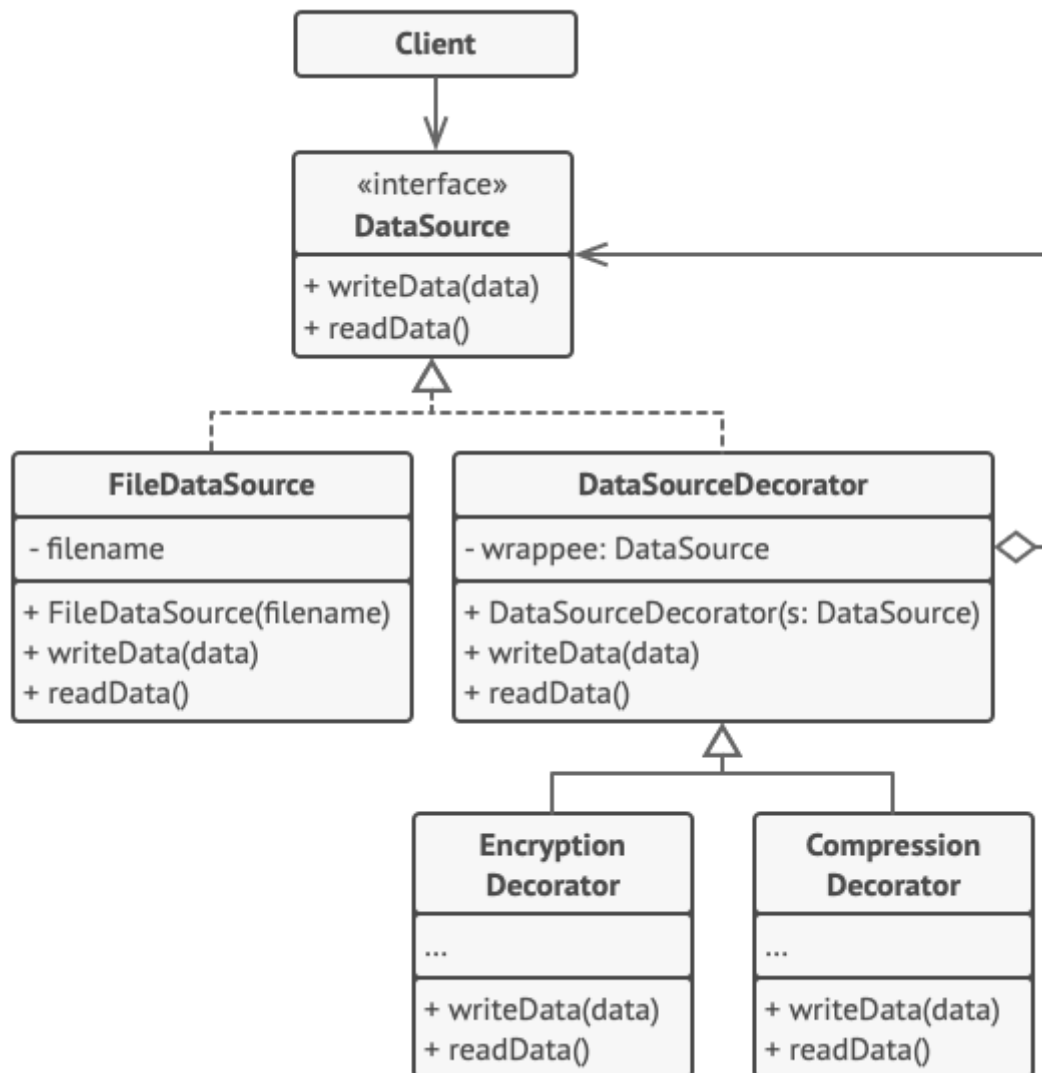 Client
«interface»
DataSource
+ writeData(data)
+ readData()
FileDataSource
- filename
+ FileDataSource(filename)
+ writeData(data)
+ readData()
DataSourceDecorator
- wrappee: DataSource
+ DataSourceDecorator(s: DataSource)
+ writeData(data)
+ readData()
Encryption
Decorator
...
+ writeData(data)
+ readData()
Compression
Decorator
...
+ writeData(data)
+ readData()